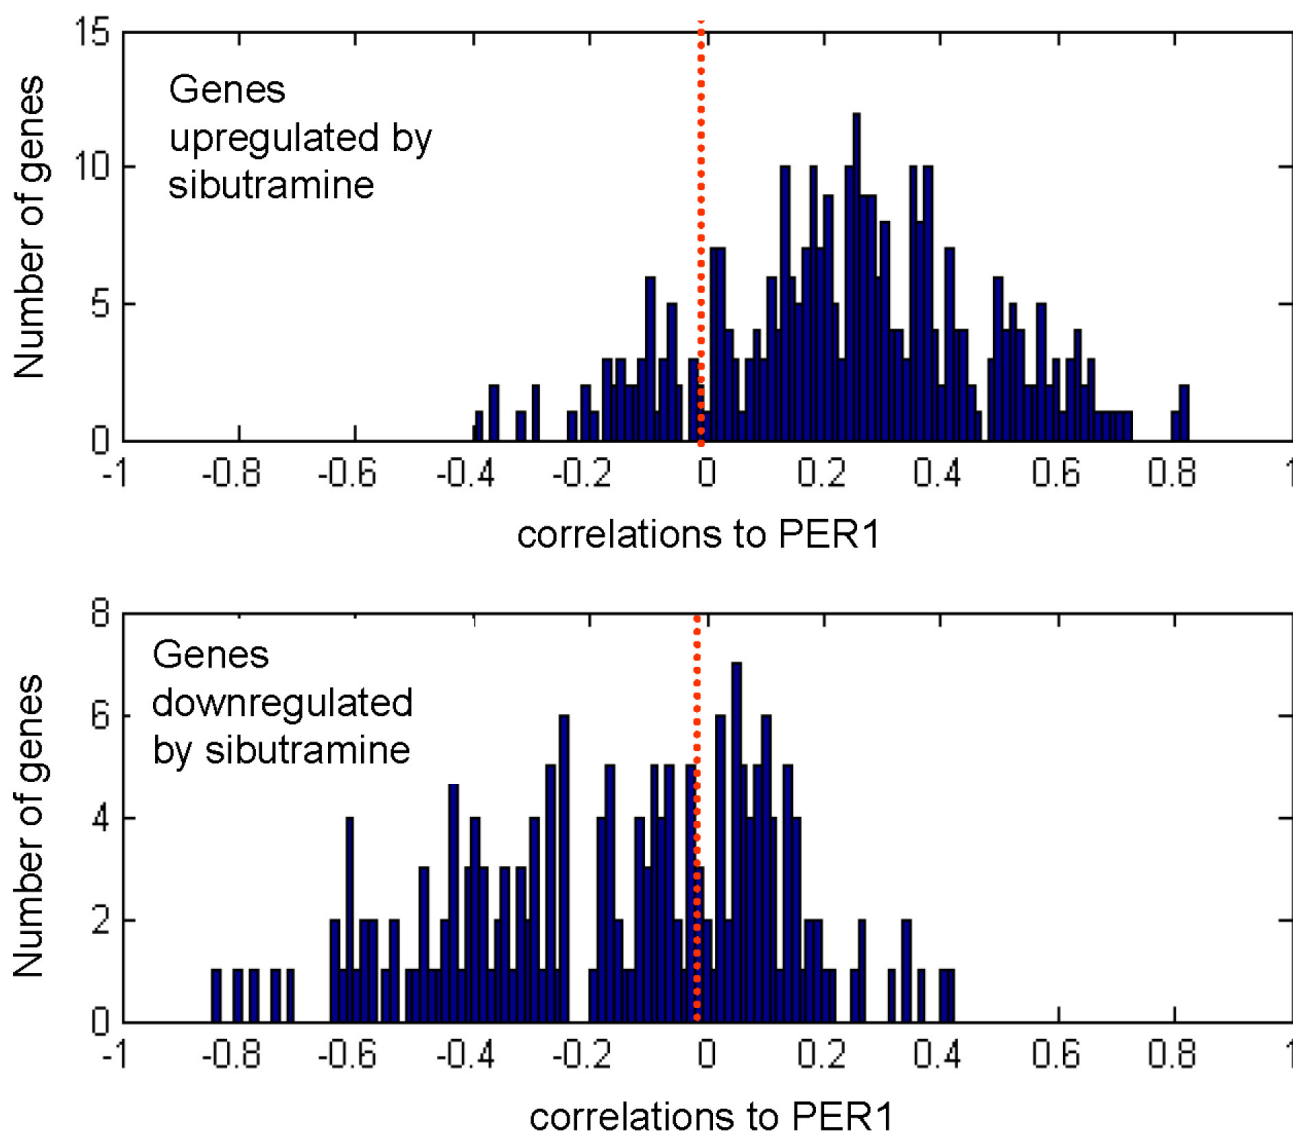 15
10
5
0
Number of genes
Genes
upregulated by
sibutramine
-1 -0.8 -0.6 -0.4 -0.2 0 0.2 0.4 0.6 0.8 1
correlations to PER1
8
6
4
2
0
Number of genes
Genes
downregulated
by sibutramine
-1 -0.8 -0.6 -0.4 -0.2 0 0.2 0.4 0.6 0.8 1
correlations to PER1